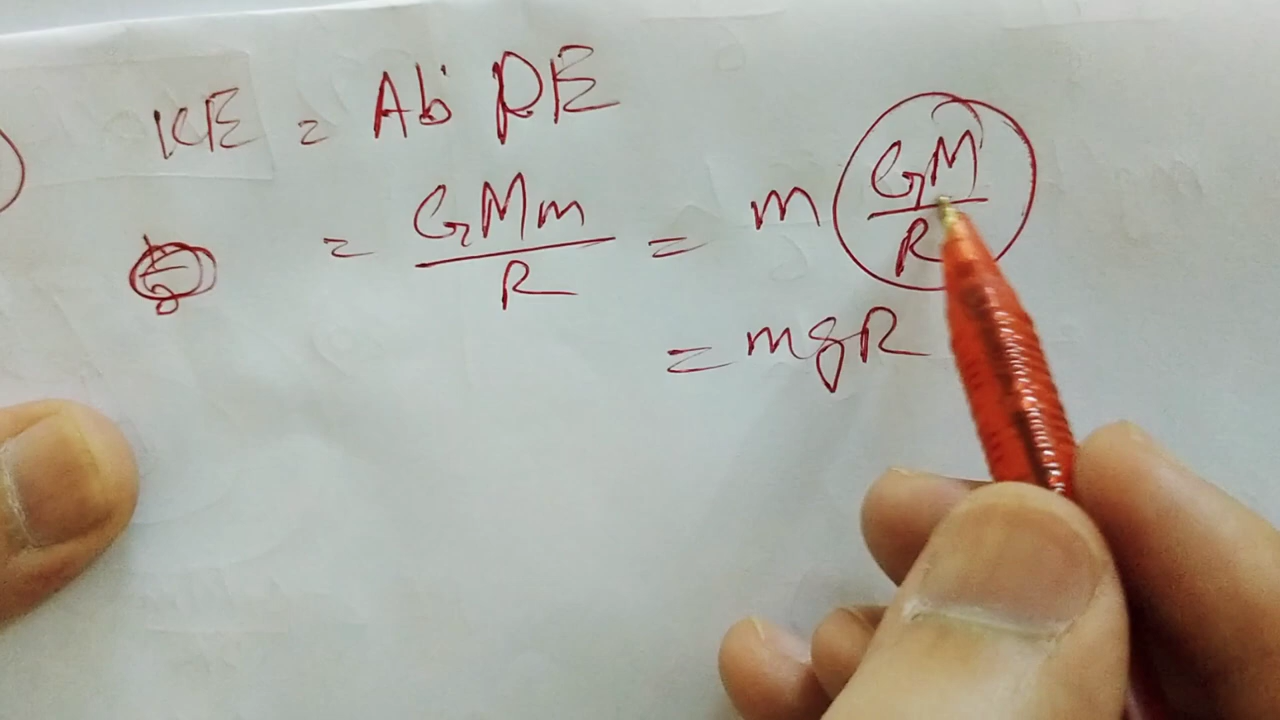 KE = Ab PE
= GMm/R = m GM/R
= mgR